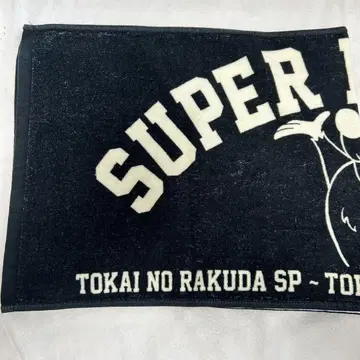 SUPER
TOKAI NO RAKUDA SP ~ TO